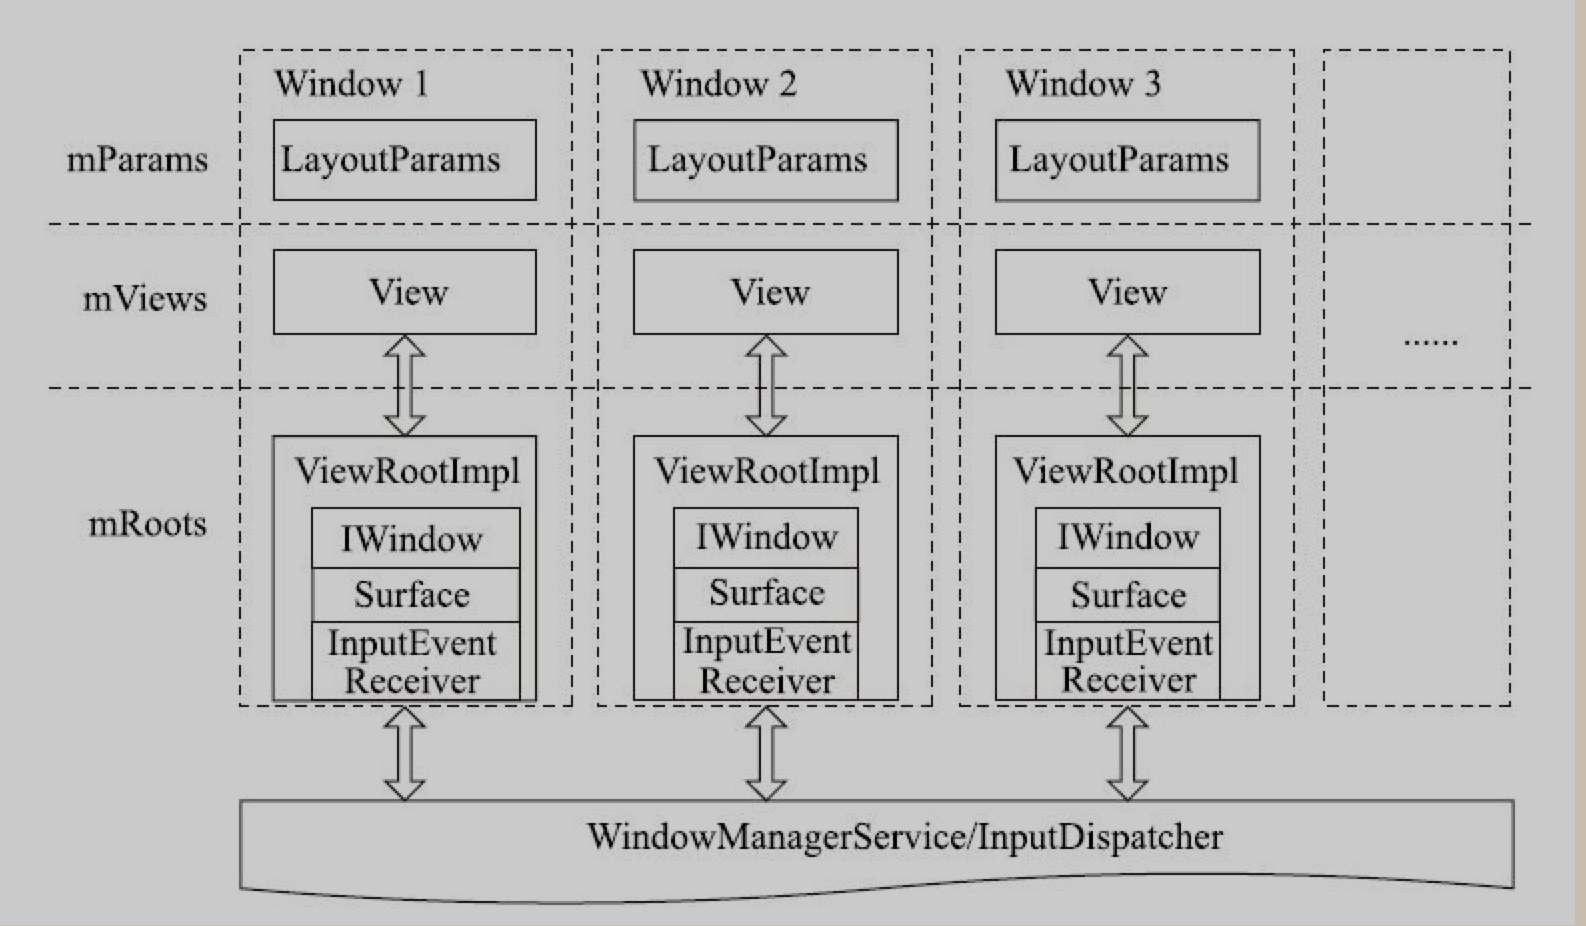 Window 1
Window 2
Window 3
mParams
LayoutParams
LayoutParams
LayoutParams
mViews
View
View
View
......
mRoots
ViewRootImpl
IWindow
Surface
InputEvent
Receiver
ViewRootImpl
IWindow
Surface
InputEvent
Receiver
ViewRootImpl
IWindow
Surface
InputEvent
Receiver
WindowManagerService/InputDispatcher